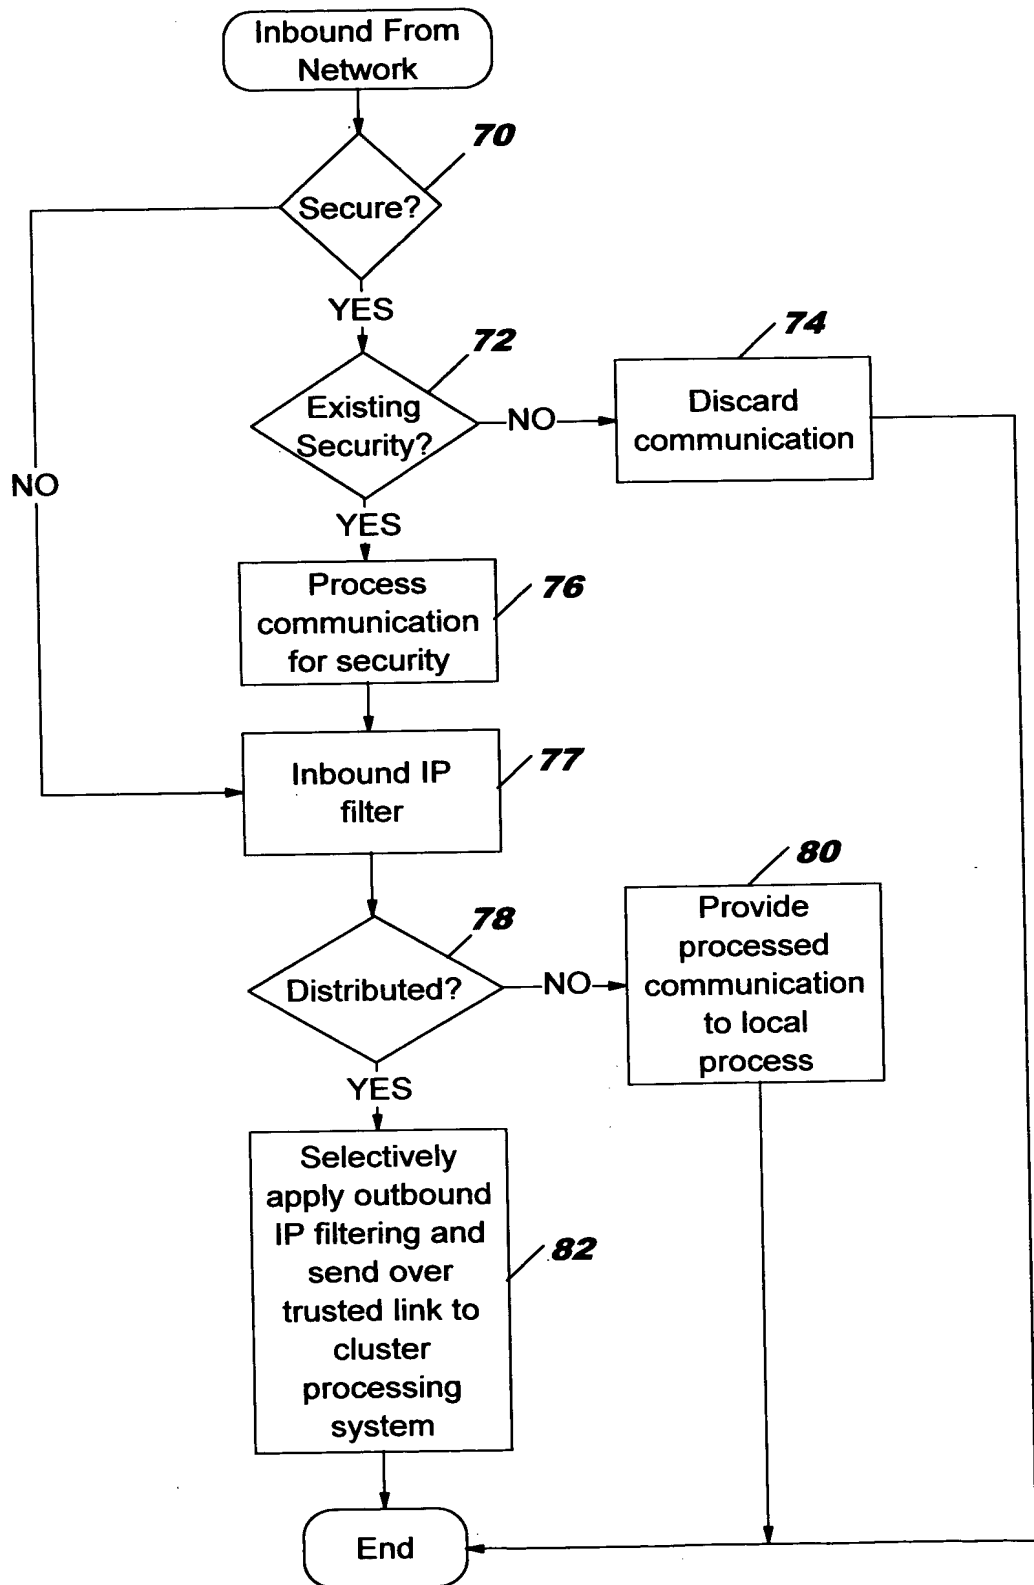 Inbound From
Network
70
Secure?
YES
NO
72
Existing
Security?
NO
74
Discard
communication
YES
Process
communication
for security
76
Inbound IP
filter
77
78
Distributed?
NO
80
Provide
processed
communication
to local
process
YES
Selectively
apply outbound
IP filtering and
send over
trusted link to
cluster
processing
system
82
End